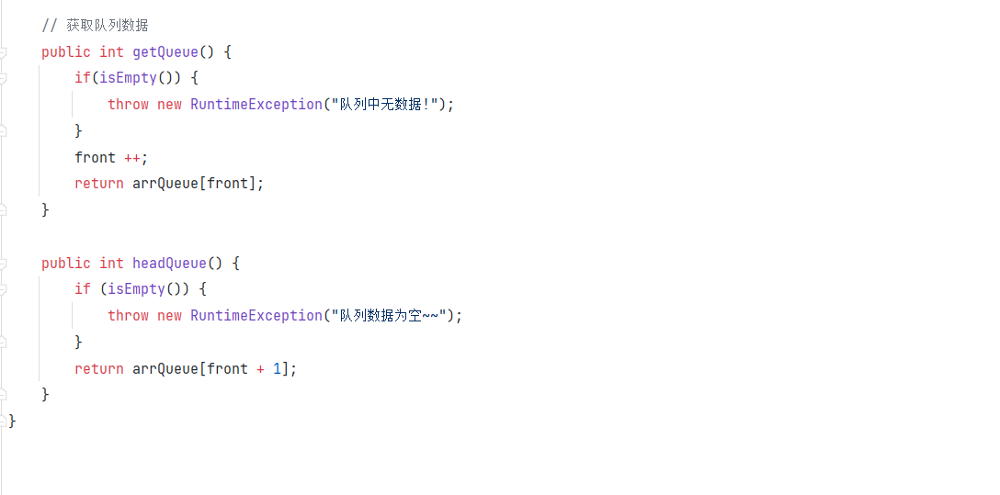 // 获取队列数据
public int getQueue() {
if(isEmpty()) {
throw new RuntimeException("队列中无数据!");
}
front ++;
return arrQueue[front];
}
public int headQueue() {
if (isEmpty()) {
throw new RuntimeException("队列数据为空~~");
}
return arrQueue[front + 1];
}
}